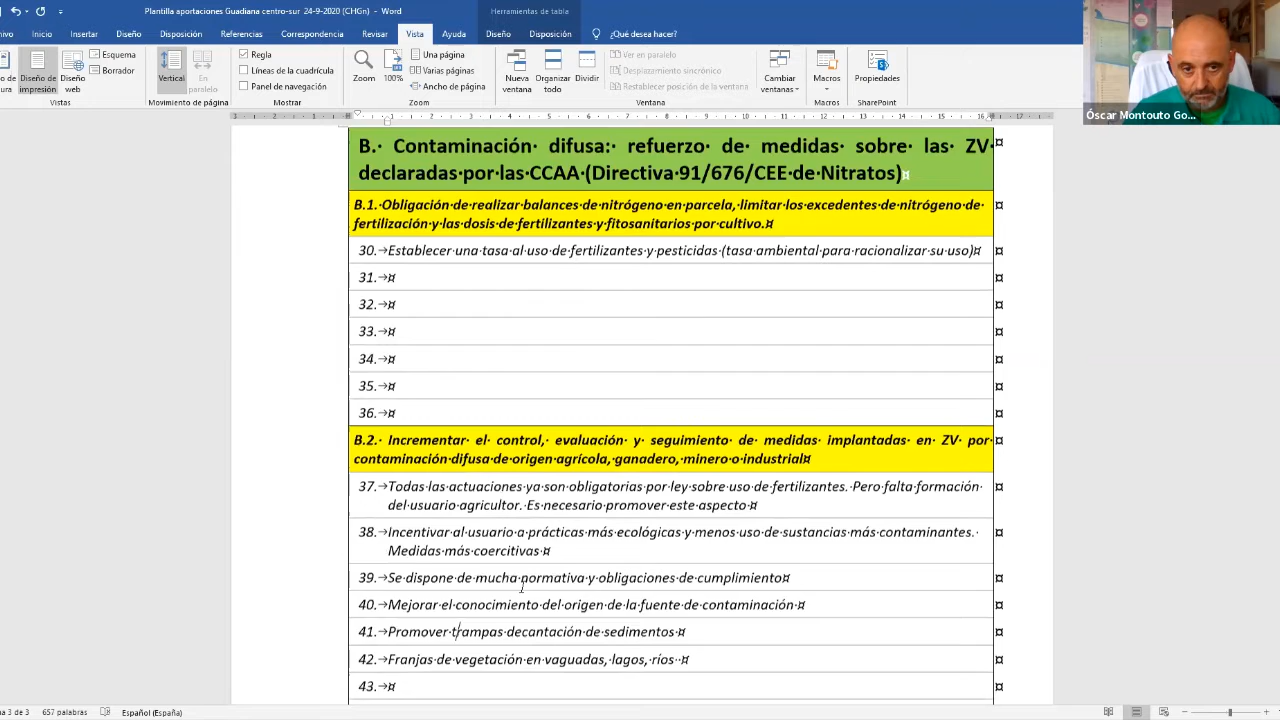 Plantilla aportaciones Guadiana centro-sur 24-9-2020 (CHGn) - Word
Herramientas de tabla
Inicio Insertar Diseño Disposición Referencias Correspondencia Revisar Vista Diseño Disposición ¿Qué desea hacer?
Diseño de impresión
Diseño web
Esquema
Borrador
Vistas
Vertical
En paralelo
Movimiento de página
Regla
Líneas de la cuadrícula
Panel de navegación
Mostrar
Zoom
100%
Una página
Varias páginas
Ancho de página
Zoom
Nueva ventana
Organizar todo
Dividir
Ver en paralelo
Desplazamiento sincrónico
Restablecer posición de la ventana
Ventana
Cambiar ventanas
Macros
Macros
Propiedades
SharePoint
Óscar Montouto Go...
B. Contaminación difusa: refuerzo de medidas sobre las ZV
declaradas por las CCAA (Directiva 91/676/CEE de Nitratos)
B.1. Obligación de realizar balances de nitrógeno en parcela, limitar los excedentes de nitrógeno de
fertilización y las dosis de fertilizantes y fitosanitarios por cultivo.
30. Establecer una tasa al uso de fertilizantes y pesticidas (tasa ambiental para racionalizar su uso)
31.
32.
33.
34.
35.
36.
B.2. Incrementar el control, evaluación y seguimiento de medidas implantadas en ZV por
contaminación difusa de origen agrícola, ganadero, minero o industrial
37. Todas las actuaciones ya son obligatorias por ley sobre uso de fertilizantes. Pero falta formación
del usuario agricultor. Es necesario promover este aspecto
38. Incentivar al usuario a prácticas más ecológicas y menos uso de sustancias más contaminantes.
Medidas más coercitivas
39. Se dispone de mucha normativa y obligaciones de cumplimiento
40. Mejorar el conocimiento del origen de la fuente de contaminación
41. Promover trampas decantación de sedimentos
42. Franjas de vegetación en vaguadas, lagos, ríos
43.
3 de 3 657 palabras Español (España)